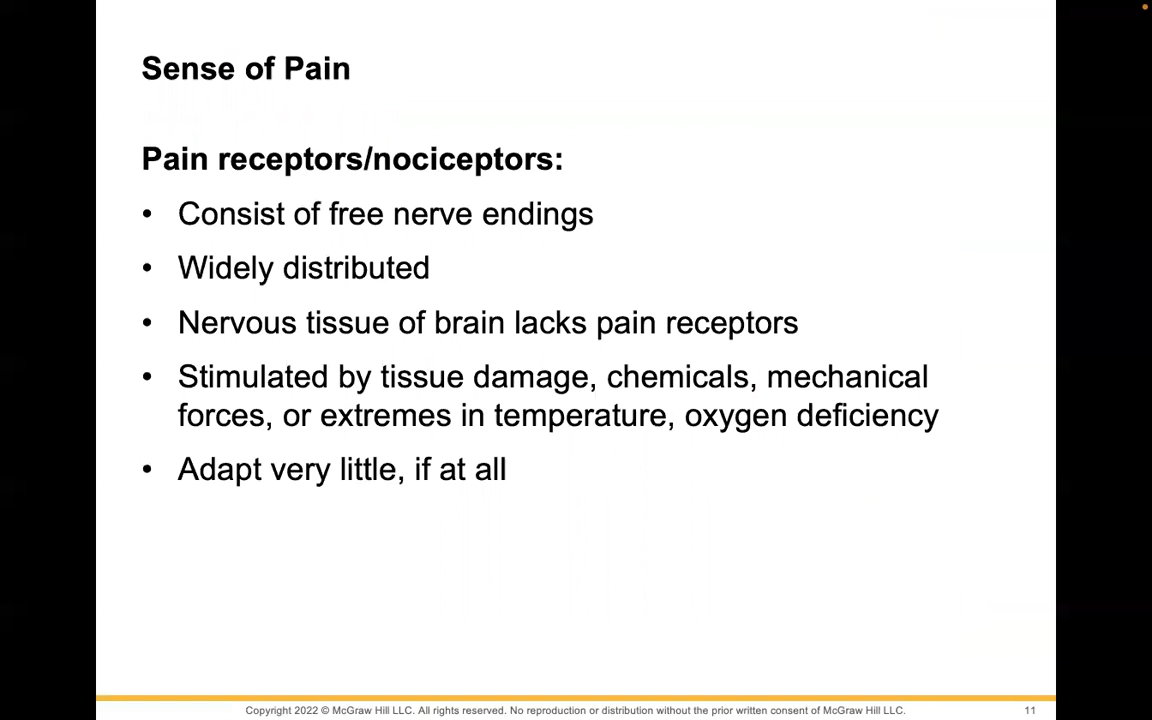 Sense of Pain
Pain receptors/nociceptors:
• Consist of free nerve endings
• Widely distributed
• Nervous tissue of brain lacks pain receptors
• Stimulated by tissue damage, chemicals, mechanical
forces, or extremes in temperature, oxygen deficiency
• Adapt very little, if at all
Copyright 2022 © McGraw Hill LLC. All rights reserved. No reproduction or distribution without the prior written consent of McGraw Hill LLC.
11